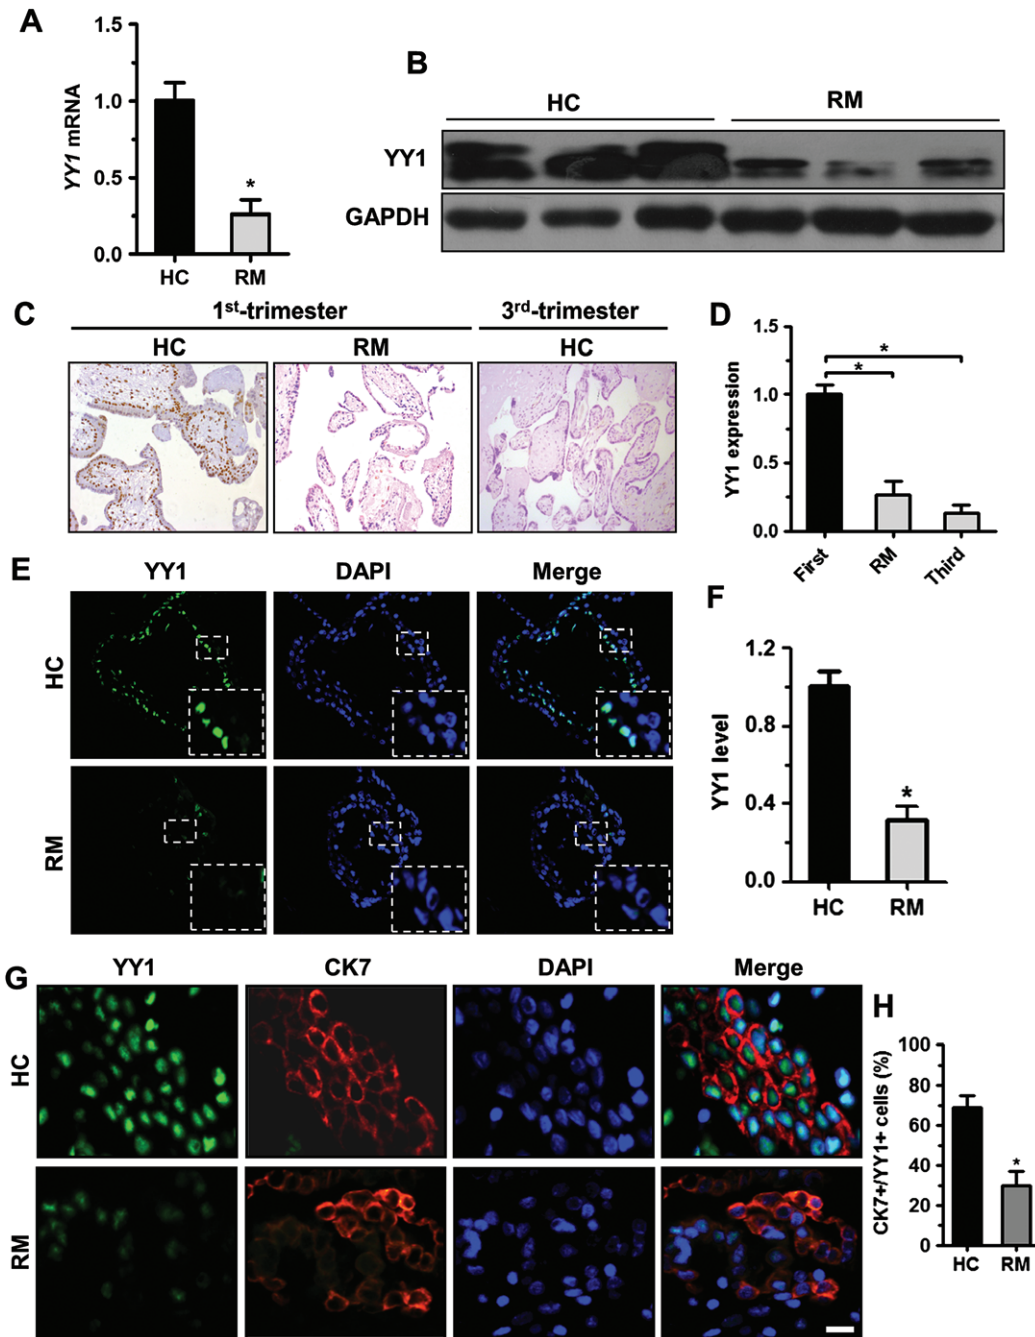 A
1.5
1.0
0.5
0.0
YY1 mRNA
*
HC
RM
B
HC
RM
YY1
GAPDH
C
1st-trimester
3rd-trimester
HC
RM
HC
D
1.5
1.0
0.5
0.0
YY1 expression
*
*
First
RM
Third
E
YY1
DAPI
Merge
HC
RM
F
1.2
0.8
0.4
0.0
YY1 level
*
HC
RM
G
YY1
CK7
DAPI
Merge
HC
RM
H
100
80
60
40
20
0
CK7+/YY1+ cells (%)
*
HC
RM